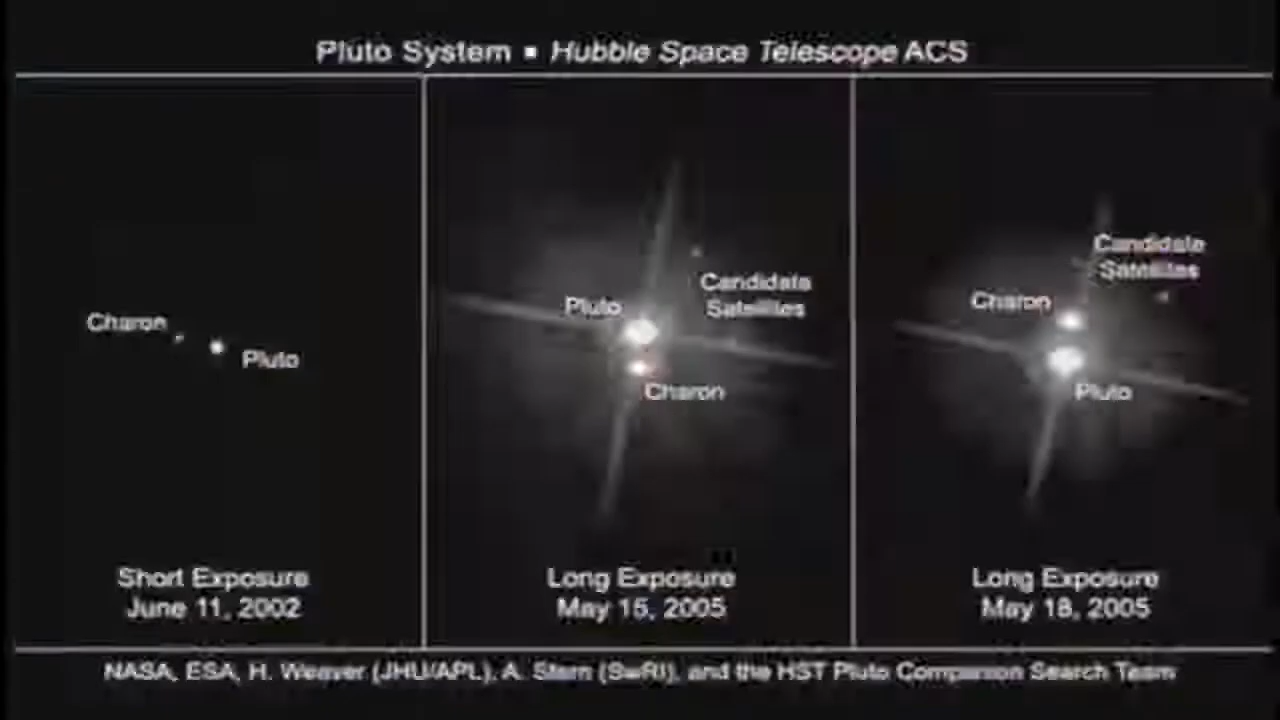 Pluto System ▪ Hubble Space Telescope ACS
Charon
Pluto
Short Exposure
June 11, 2002
Pluto
Candidate
Satellites
Charon
Long Exposure
May 15, 2005
Candidate
Satellites
Charon
Pluto
Long Exposure
May 18, 2005
NASA, ESA, H. Weaver (JHU/APL), A. Stern (SwRI), and the HST Pluto Companion Search Team